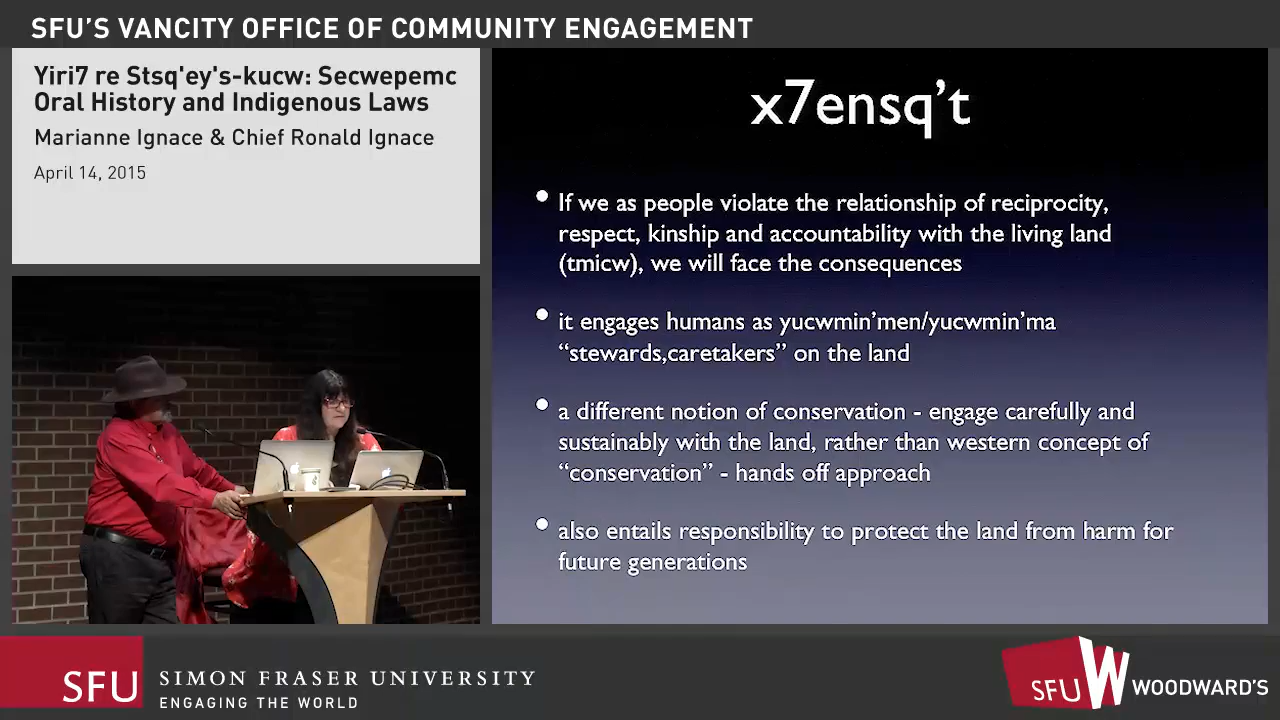 SFU'S VANCITY OFFICE OF COMMUNITY ENGAGEMENT
Yiri7 re Stsq'ey's-kucw: Secwepemc
Oral History and Indigenous Laws
Marianne Ignace & Chief Ronald Ignace
April 14, 2015
x7ensq't
• If we as people violate the relationship of reciprocity,
respect, kinship and accountability with the living land
(tmicw), we will face the consequences
• it engages humans as yucwmin'men/yucwmin'ma
"stewards,caretakers" on the land
• a different notion of conservation - engage carefully and
sustainably with the land, rather than western concept of
"conservation" - hands off approach
• also entails responsibility to protect the land from harm for
future generations
SFU SIMON FRASER UNIVERSITY
ENGAGING THE WORLD
SFU W WOODWARD'S